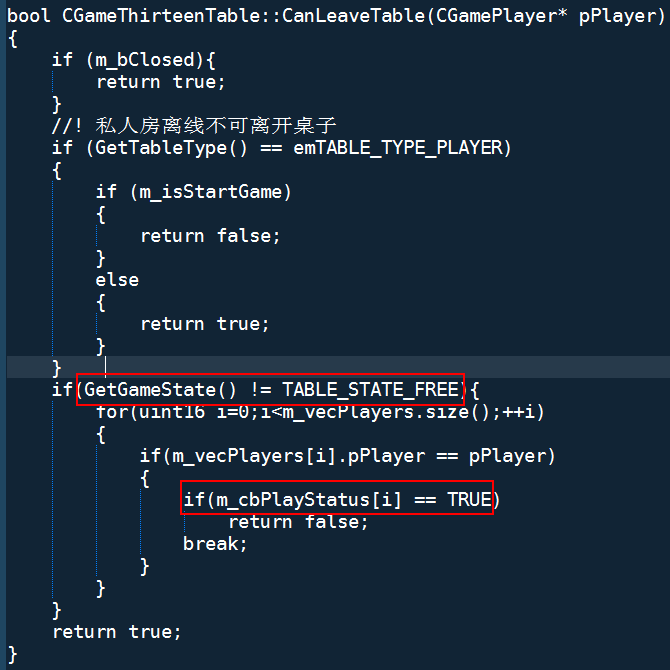 bool CGameThirteenTable::CanLeaveTable(CGamePlayer* pPlayer)
{
    if (m_bClosed){
        return true;
    }
    //! 私人房离线不可离开桌子
    if (GetTableType() == emTABLE_TYPE_PLAYER)
    {
        if (m_isStartGame)
        {
            return false;
        }
        else
        {
            return true;
        }
    }
    if(GetGameState() != TABLE_STATE_FREE){
        for(uint16 i=0;i<m_vecPlayers.size();++i)
        {
            if(m_vecPlayers[i].pPlayer == pPlayer)
            {
                if(m_cbPlayStatus[i] == TRUE)
                    return false;
                break;
            }
        }
    }
    return true;
}